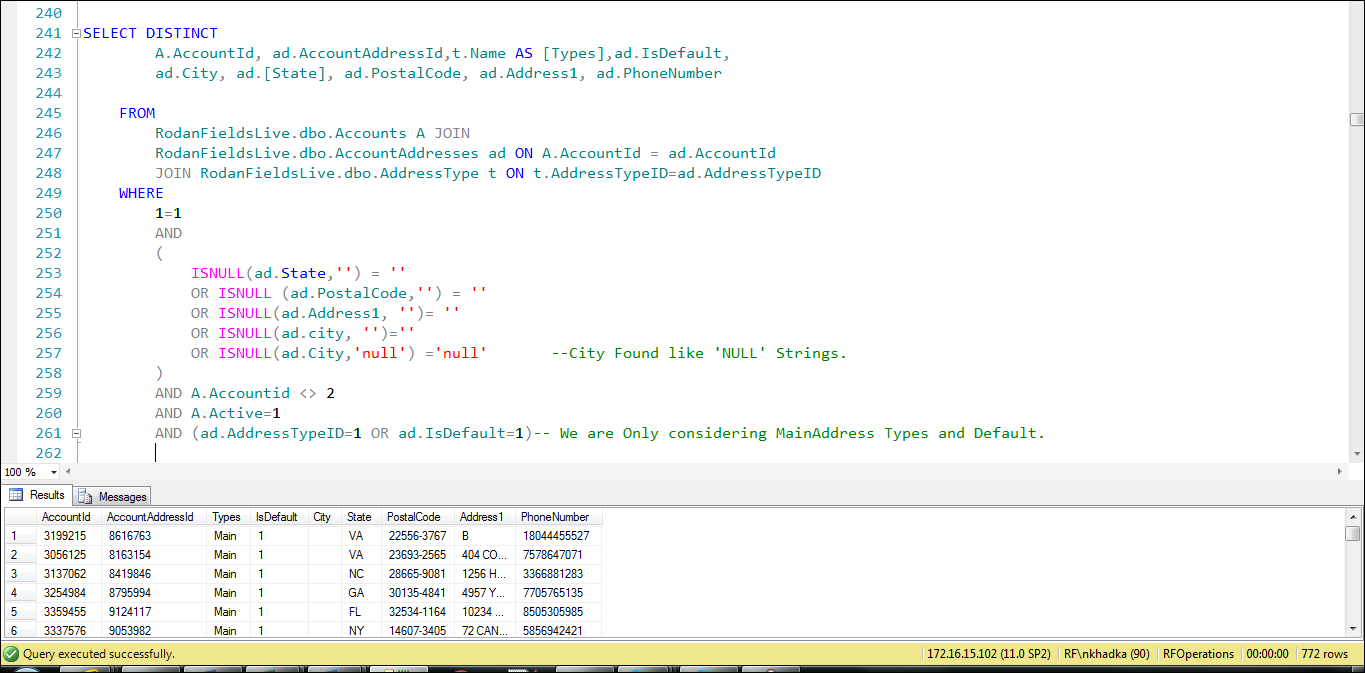 240
241 SELECT DISTINCT
242 A.AccountId, ad.AccountAddressId,t.Name AS [Types],ad.IsDefault,
243 ad.City, ad.[State], ad.PostalCode, ad.Address1, ad.PhoneNumber
244
245 FROM
246 RodanFieldsLive.dbo.Accounts A JOIN
247 RodanFieldsLive.dbo.AccountAddresses ad ON A.AccountId = ad.AccountId
248 JOIN RodanFieldsLive.dbo.AddressType t ON t.AddressTypeID=ad.AddressTypeID
249 WHERE
250 1=1
251 AND
252 (
253 ISNULL(ad.State,'') = ''
254 OR ISNULL (ad.PostalCode,'') = ''
255 OR ISNULL(ad.Address1, '')= ''
256 OR ISNULL(ad.city, '')=''
257 OR ISNULL(ad.City,'null') ='null' --City Found like 'NULL' Strings.
258 )
259 AND A.Accountid <> 2
260 AND A.Active=1
261 AND (ad.AddressTypeID=1 OR ad.IsDefault=1)-- We are Only considering MainAddress Types and Default.
262
100 %
Results Messages
AccountId AccountAddressId Types IsDefault City State PostalCode Address1 PhoneNumber
1 3199215 8616763 Main 1 VA 22556-3767 B 18044455527
2 3056125 8163154 Main 1 VA 23693-2565 404 CO... 7578647071
3 3137062 8419846 Main 1 NC 28665-9081 1256 H... 3366881283
4 3254984 8795994 Main 1 GA 30135-4841 4957 Y... 7705765135
5 3359455 9124117 Main 1 FL 32534-1164 10234 ... 8505305985
6 3337576 9053982 Main 1 NY 14607-3405 72 CAN... 5856942421
Query executed successfully. 172.16.15.102 (11.0 SP2) RF\nkhadka (90) RFOperations 00:00:00 772 rows